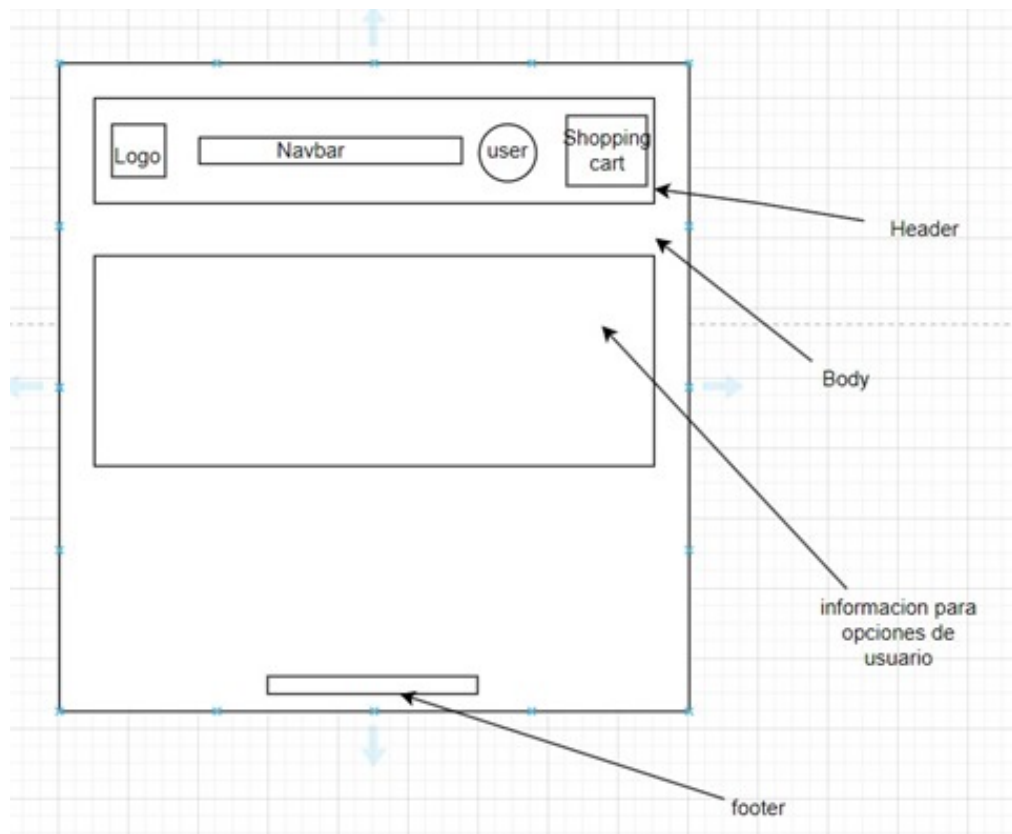 Logo
Navbar
user
Shopping
cart
Header
Body
informacion para
opciones de
usuario
footer